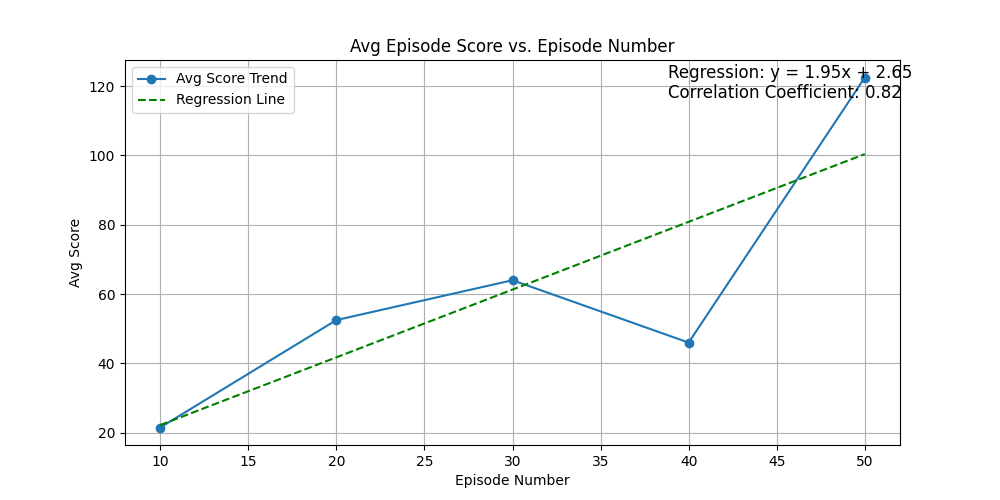 Avg Episode Score vs. Episode Number
Avg Score Trend
Regression Line
Regression: y = 1.95x + 2.65
Correlation Coefficient: 0.82
120
100
80
60
40
20
Avg Score
10 15 20 25 30 35 40 45 50
Episode Number